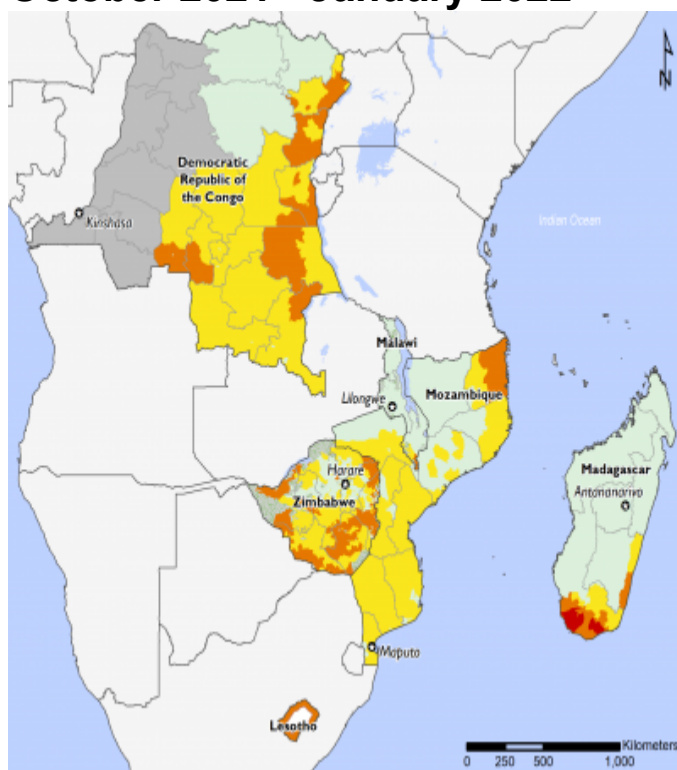 October 2021 - January 2022
N
Democratic
Republic of
the Congo
Kinshasa
Indian Ocean
Malawi
Lilongwe
Mozambique
Harare
Zimbabwe
Madagascar
Antananarivo
Maputo
Lesotho
Kilometers
0 250 500 1,000